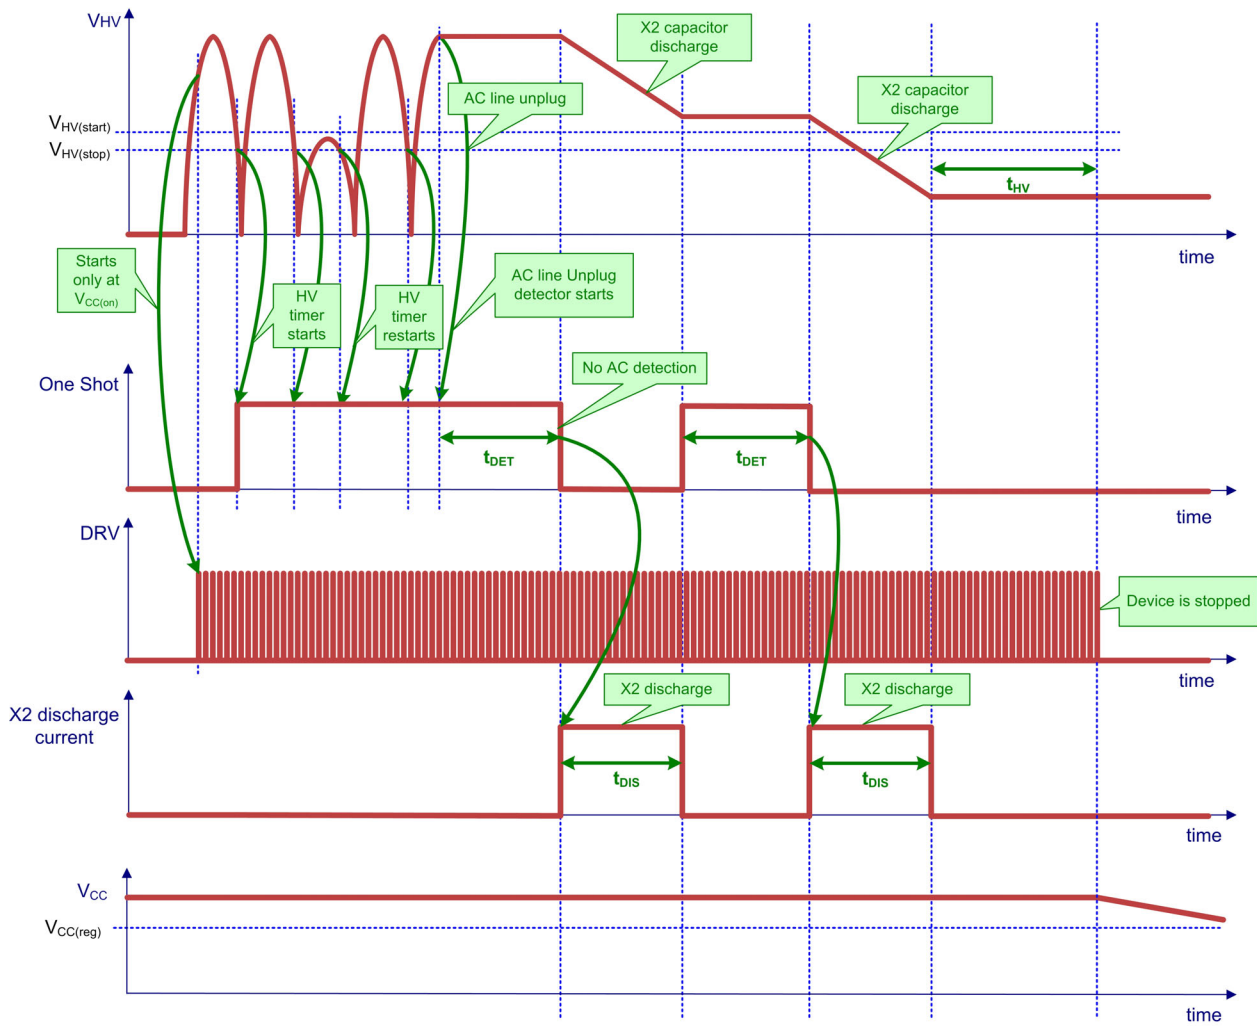 VHV
X2 capacitor
discharge
X2 capacitor
discharge
AC line unplug
VHV(start)
VHV(stop)
tHV
time
Starts
only at
VCC(on)
HV
timer
starts
HV
timer
restarts
AC line Unplug
detector starts
One Shot
No AC detection
tDET
tDET
time
DRV
Device is stopped
time
X2 discharge
current
X2 discharge
X2 discharge
tDIS
tDIS
time
VCC
VCC(reg)
time